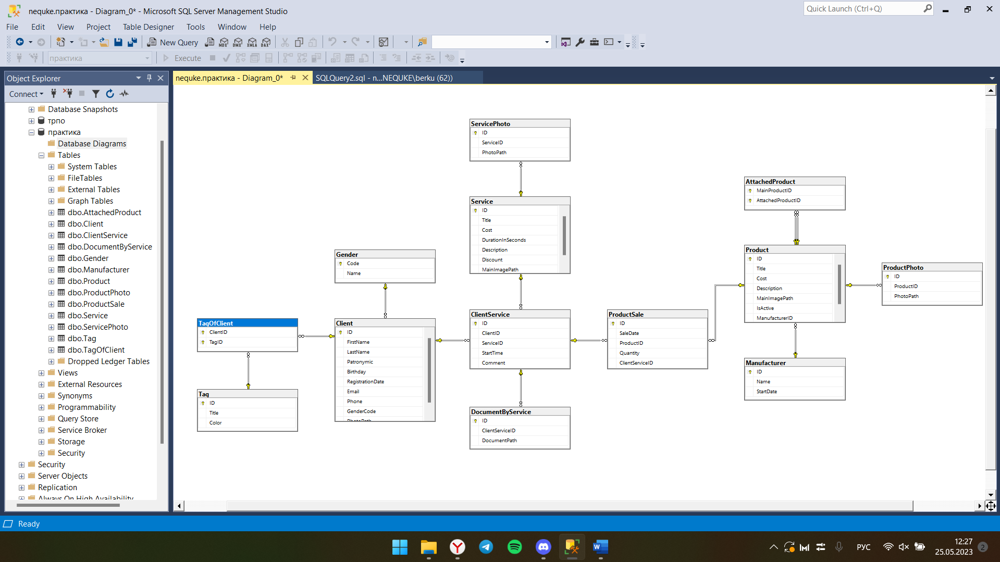 nequke.практика - Diagram_0* - Microsoft SQL Server Management Studio
Quick Launch (Ctrl+Q)
File Edit View Project Table Designer Tools Window Help
New Query
MDX DMX XMLA DAX
практика
Execute
Object Explorer
nequke.практика - Diagram_0*
SQLQuery2.sql - n...NEQUKE\berku (62))
Connect
Database Snapshots
трпо
практика
Database Diagrams
Tables
System Tables
FileTables
External Tables
Graph Tables
dbo.AttachedProduct
dbo.Client
dbo.ClientService
dbo.DocumentByService
dbo.Gender
dbo.Manufacturer
dbo.Product
dbo.ProductPhoto
dbo.ProductSale
dbo.Service
dbo.ServicePhoto
dbo.Tag
dbo.TagOfClient
Dropped Ledger Tables
Views
External Resources
Synonyms
Programmability
Query Store
Service Broker
Storage
Security
Security
Server Objects
Replication
Always On High Availability
ServicePhoto
ID
ServiceID
PhotoPath
Service
ID
Title
Cost
DurationInSeconds
Description
Discount
MainImagePath
Gender
Code
Name
TagOfClient
ClientID
TagID
Tag
ID
Title
Color
Client
ID
FirstName
LastName
Patronymic
Birthday
RegistrationDate
Email
Phone
GenderCode
PhotoPath
ClientService
ID
ClientID
ServiceID
StartTime
Comment
DocumentByService
ID
ClientServiceID
DocumentPath
ProductSale
ID
SaleDate
ProductID
Quantity
ClientServiceID
AttachedProduct
MainProductID
AttachedProductID
Product
ID
Title
Cost
Description
MainImagePath
IsActive
ManufacturerID
ProductPhoto
ID
ProductID
PhotoPath
Manufacturer
ID
Name
StartDate
Ready
РУС
12:27
25.05.2023
2